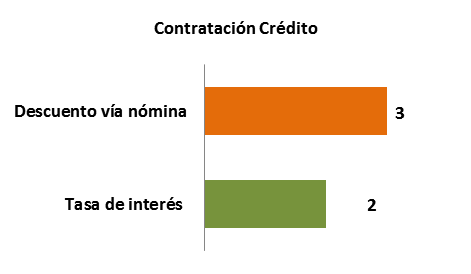 Contratación Crédito
Descuento vía nómina 3
Tasa de interés 2